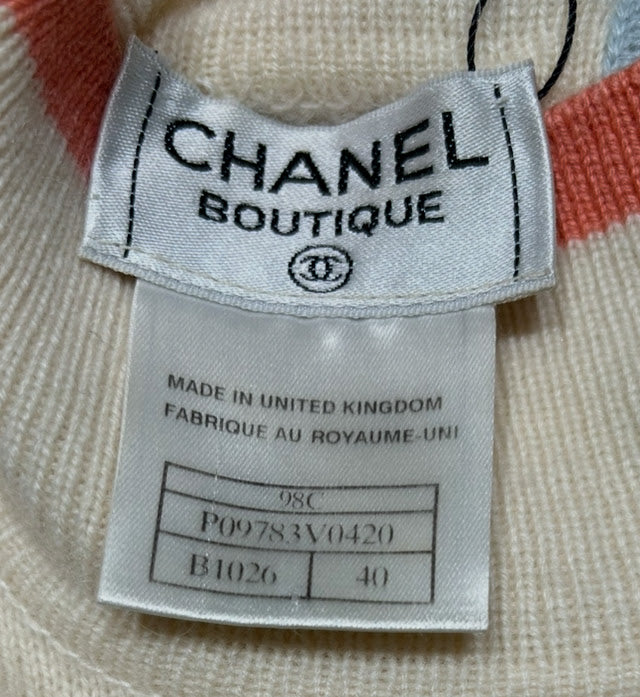 CHANEL
BOUTIQUE
MADE IN UNITED KINGDOM
FABRIQUE AU ROYAUME-UNI
98C
P09783V0420
B1026 40